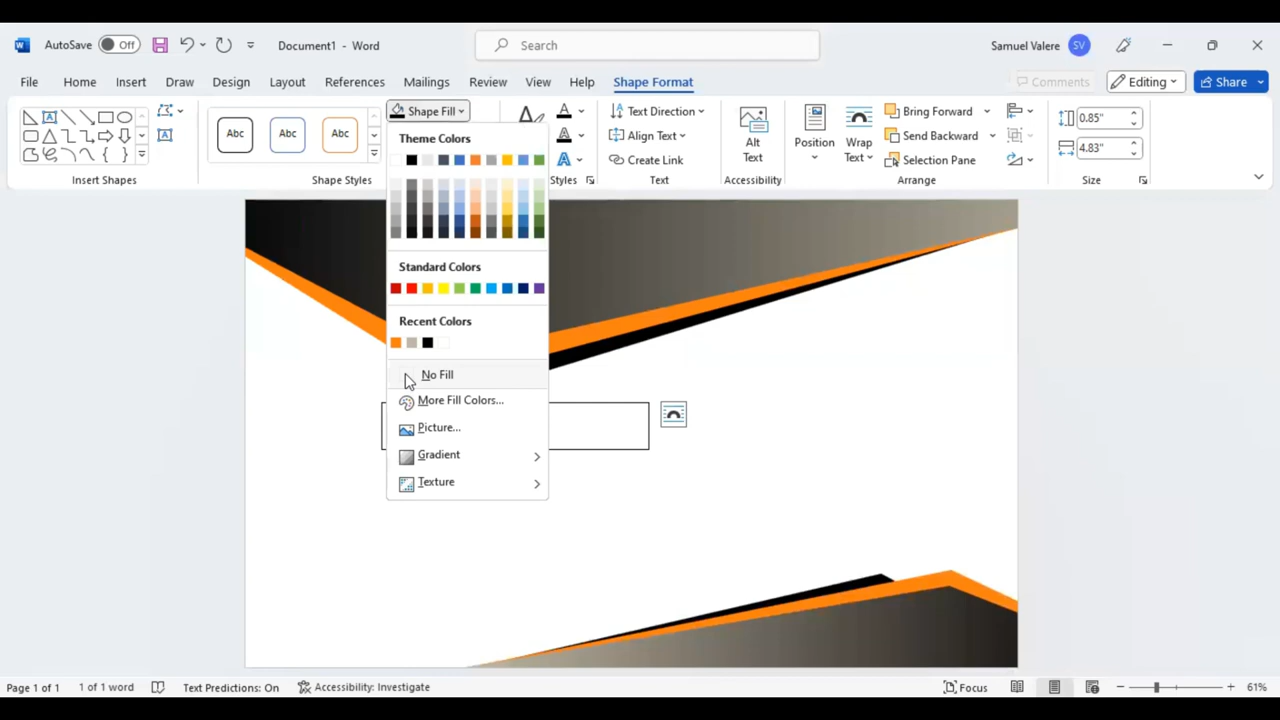 AutoSave Off Document1 - Word Search Samuel Valere SV
File Home Insert Draw Design Layout References Mailings Review View Help Shape Format Comments Editing Share
Abc Abc Abc Shape Fill Text Direction Bring Forward 0.85"
Align Text Alt Text Position Wrap Text Send Backward 4.83"
Create Link Selection Pane
Insert Shapes Shape Styles Styles Text Accessibility Arrange Size
Theme Colors
Standard Colors
Recent Colors
No Fill
More Fill Colors...
Picture...
Gradient
Texture
Page 1 of 1 1 of 1 word Text Predictions: On Accessibility: Investigate Focus 61%